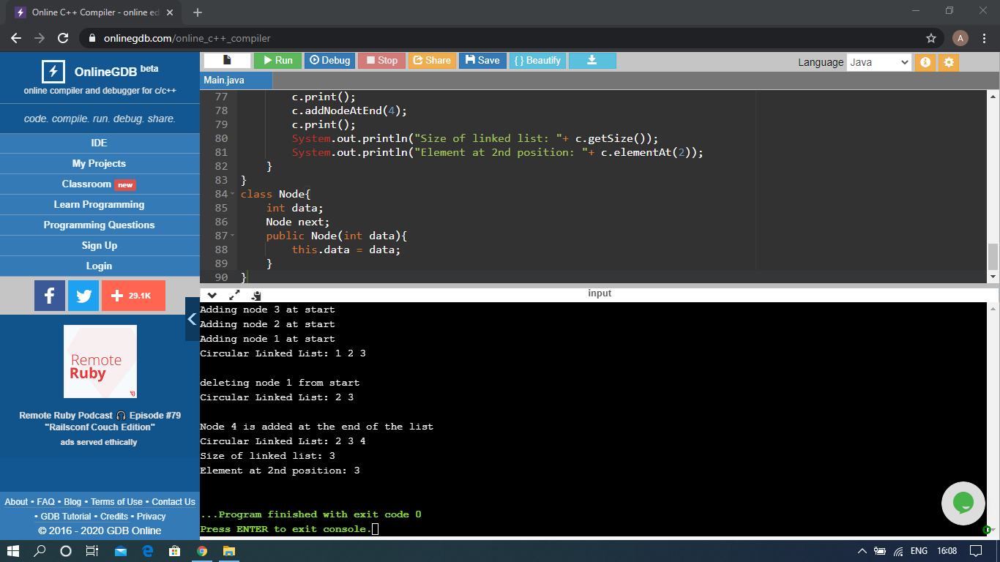 Online C++ Compiler - online ed
onlinegdb.com/online_c++_compiler
A
OnlineGDB beta
online compiler and debugger for c/c++
code. compile. run. debug. share.
IDE
My Projects
Classroom new
Learn Programming
Programming Questions
Sign Up
Login
29.1K
Remote
Ruby
Remote Ruby Podcast 🎧 Episode #79
"Railsconf Couch Edition"
ads served ethically
About • FAQ • Blog • Terms of Use • Contact Us
• GDB Tutorial • Credits • Privacy
© 2016 - 2020 GDB Online
Run Debug Stop Share Save { } Beautify
Language Java
Main.java
77 c.print();
78 c.addNodeAtEnd(4);
79 c.print();
80 System.out.println("Size of linked list: "+ c.getSize());
81 System.out.println("Element at 2nd position: "+ c.elementAt(2));
82 }
83 }
84 class Node{
85 int data;
86 Node next;
87 public Node(int data){
88 this.data = data;
89 }
90 }
input
Adding node 3 at start
Adding node 2 at start
Adding node 1 at start
Circular Linked List: 1 2 3
deleting node 1 from start
Circular Linked List: 2 3
Node 4 is added at the end of the list
Circular Linked List: 2 3 4
Size of linked list: 3
Element at 2nd position: 3
...Program finished with exit code 0
Press ENTER to exit console.
ENG 16:08